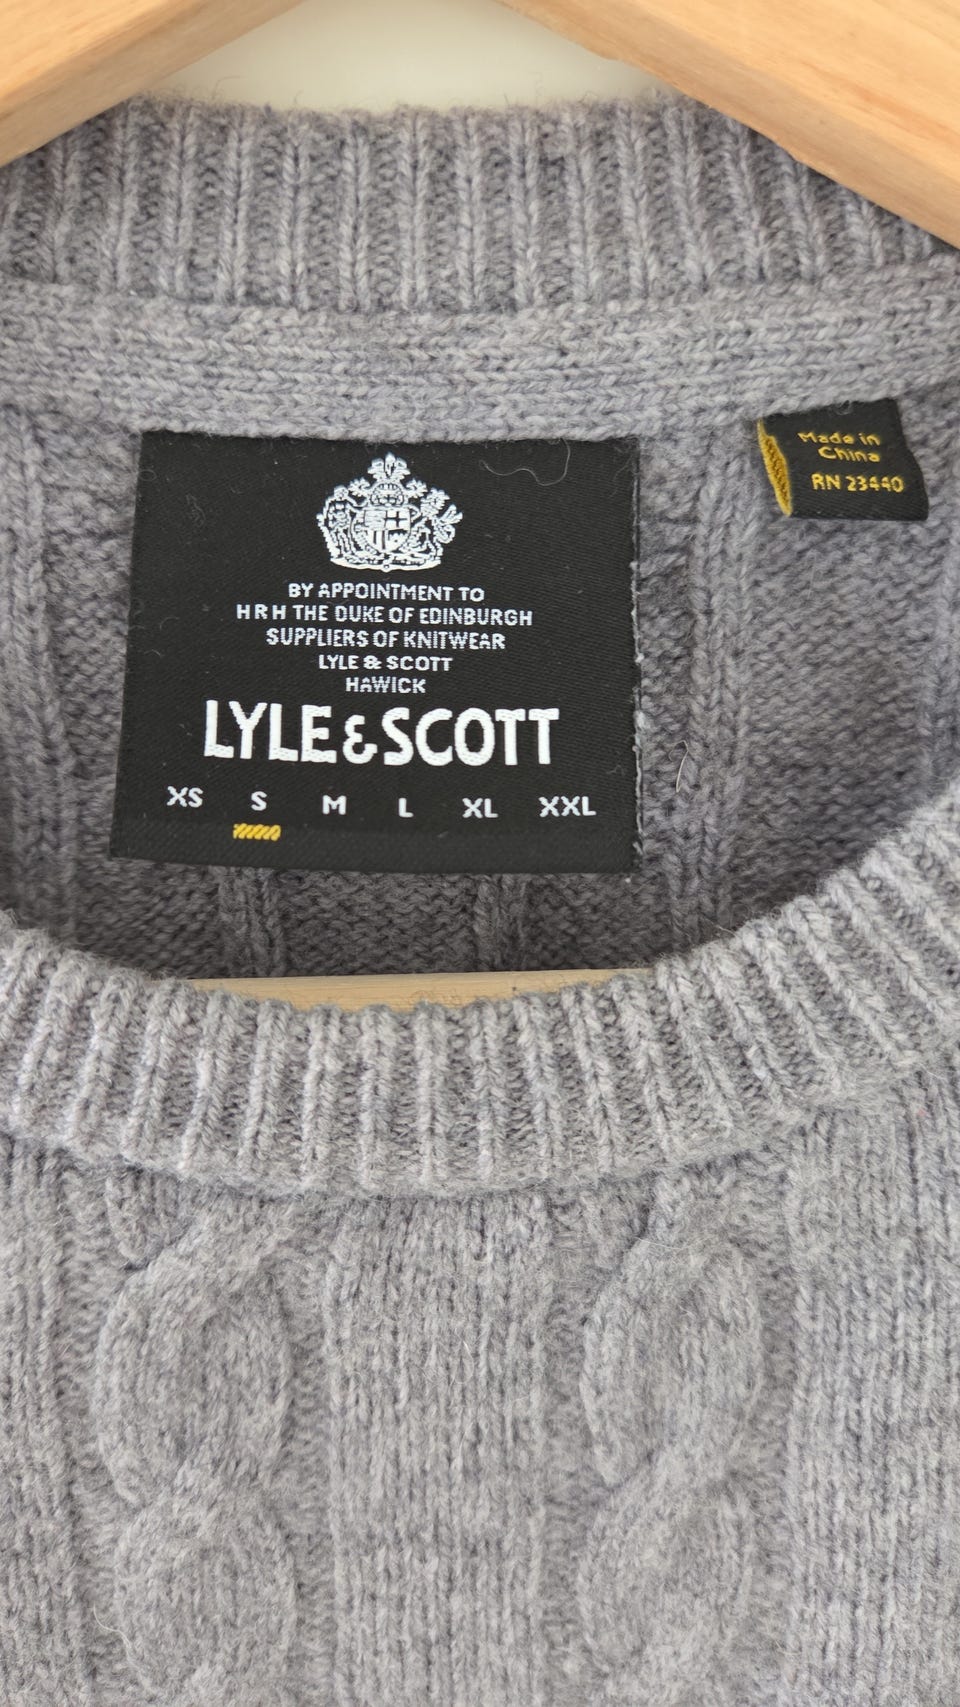 BY APPOINTMENT TO
HRH THE DUKE OF EDINBURGH
SUPPLIERS OF KNITWEAR
LYLE & SCOTT
HAWICK
LYLE & SCOTT
XS S M L XL XXL
Made in
China
RN 23440